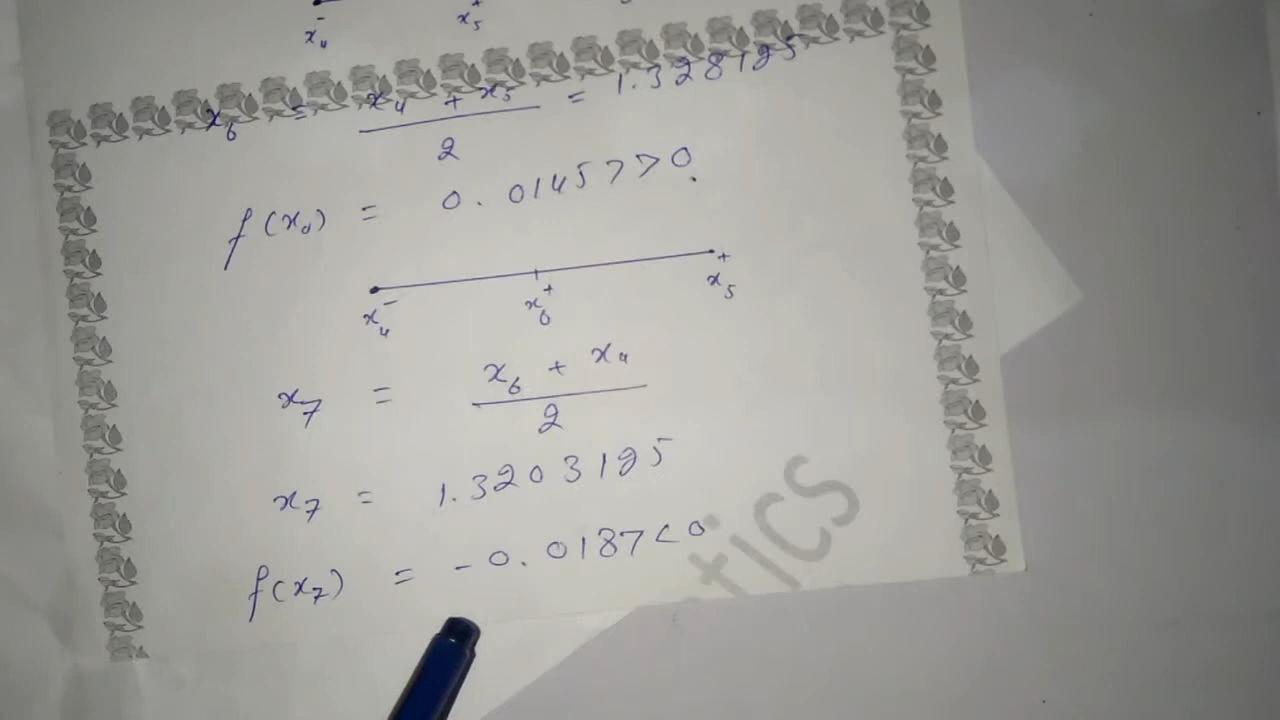 x₄⁻ x₅⁺
x₆ = x₄ + x₅ / 2 = 1.328125
f(x₆) = 0.01457 > 0.
x₄⁻ x₆⁺ x₅⁺
x₇ = x₆ + x₄ / 2
x₇ = 1.3203125
f(x₇) = -0.0187 < 0
tics